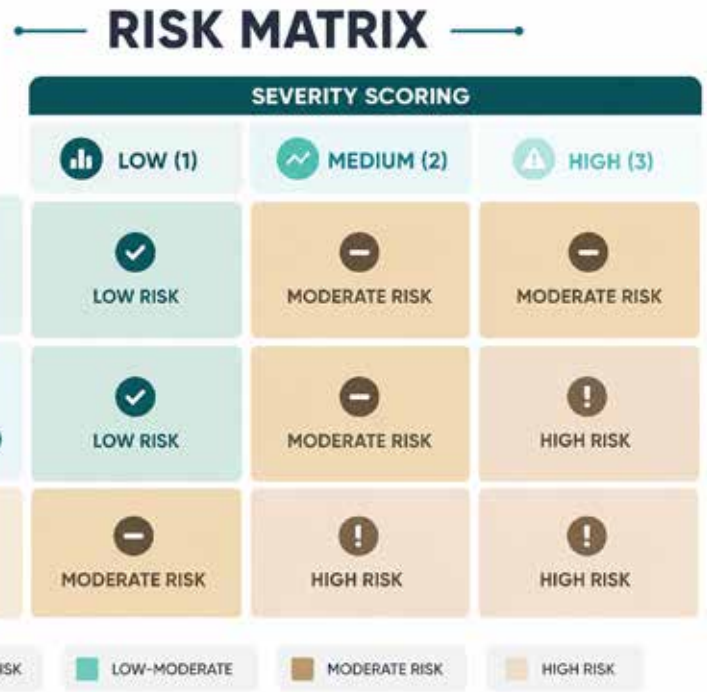 RISK MATRIX
SEVERITY SCORING
LOW (1) MEDIUM (2) HIGH (3)
LOW RISK MODERATE RISK MODERATE RISK
LOW RISK MODERATE RISK HIGH RISK
MODERATE RISK HIGH RISK HIGH RISK
LOW-MODERATE MODERATE RISK HIGH RISK